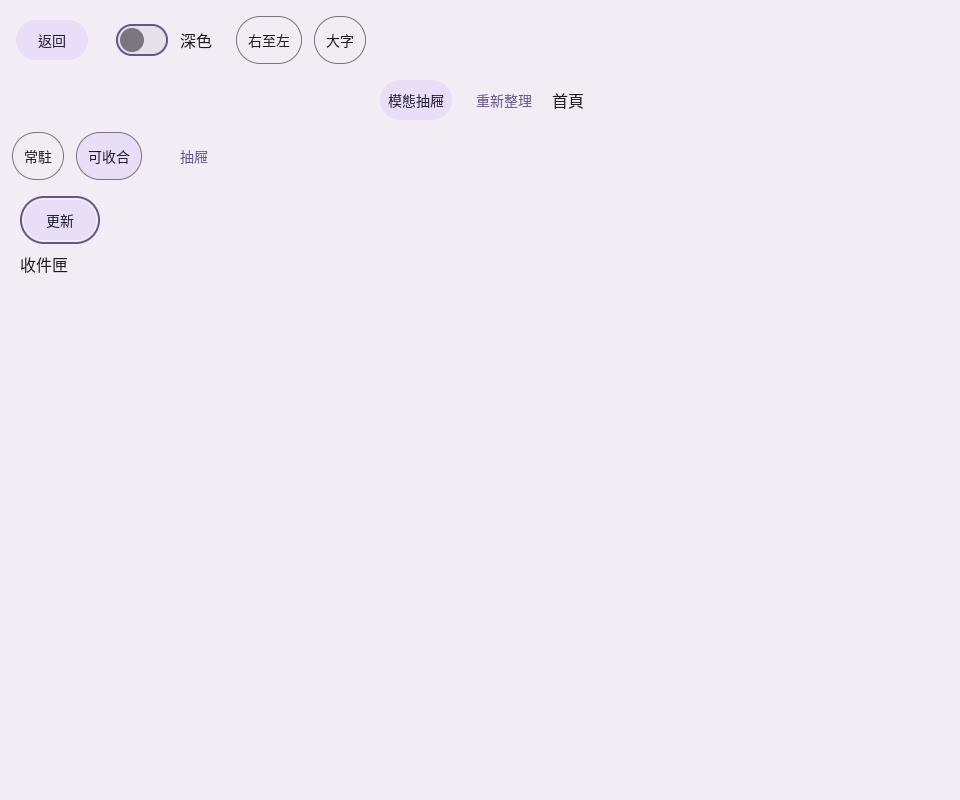 返回 深色 右至左 大字
模態抽屜 重新整理 首頁
常駐 可收合 抽屜
更新
收件匣